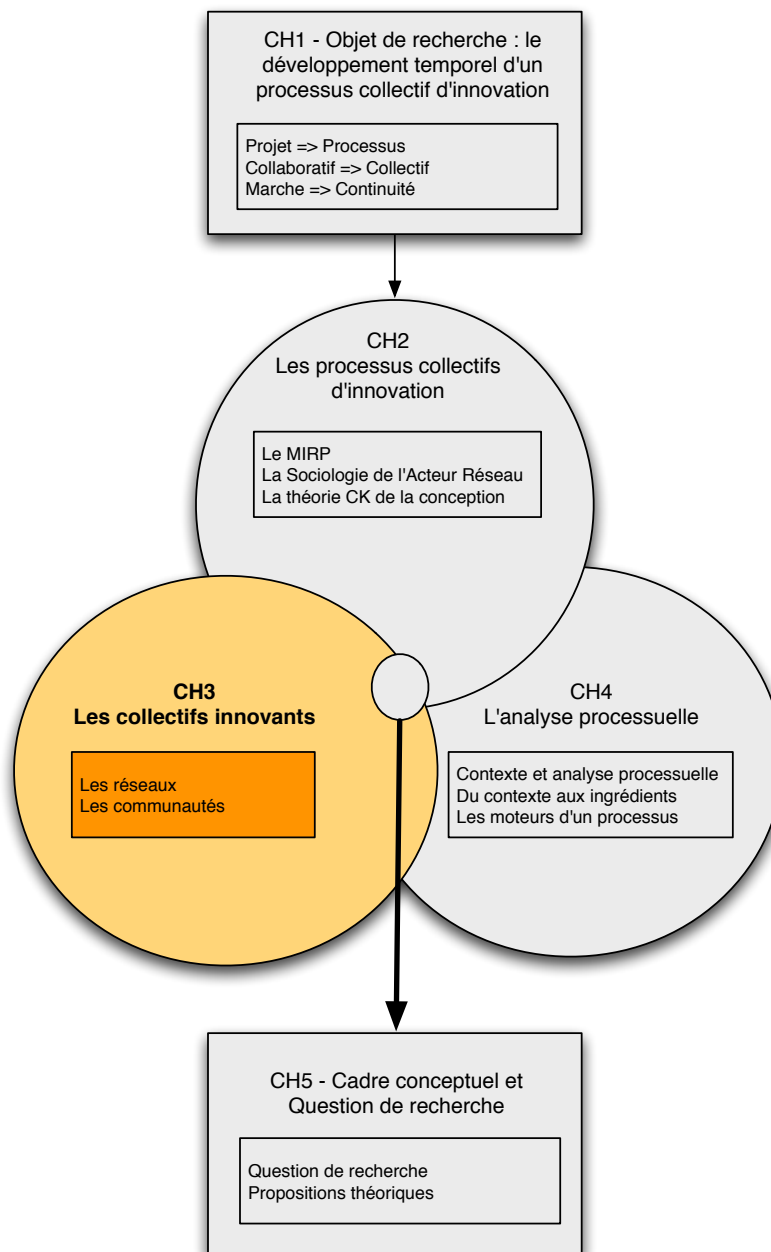 CH1 - Objet de recherche : le
développement temporel d'un
processus collectif d'innovation
Projet => Processus
Collaboratif => Collectif
Marche => Continuité
CH2
Les processus collectifs
d'innovation
Le MIRP
La Sociologie de l'Acteur Réseau
La théorie CK de la conception
CH3
Les collectifs innovants
Les réseaux
Les communautés
CH4
L'analyse processuelle
Contexte et analyse processuelle
Du contexte aux ingrédients
Les moteurs d'un processus
CH5 - Cadre conceptuel et
Question de recherche
Question de recherche
Propositions théoriques